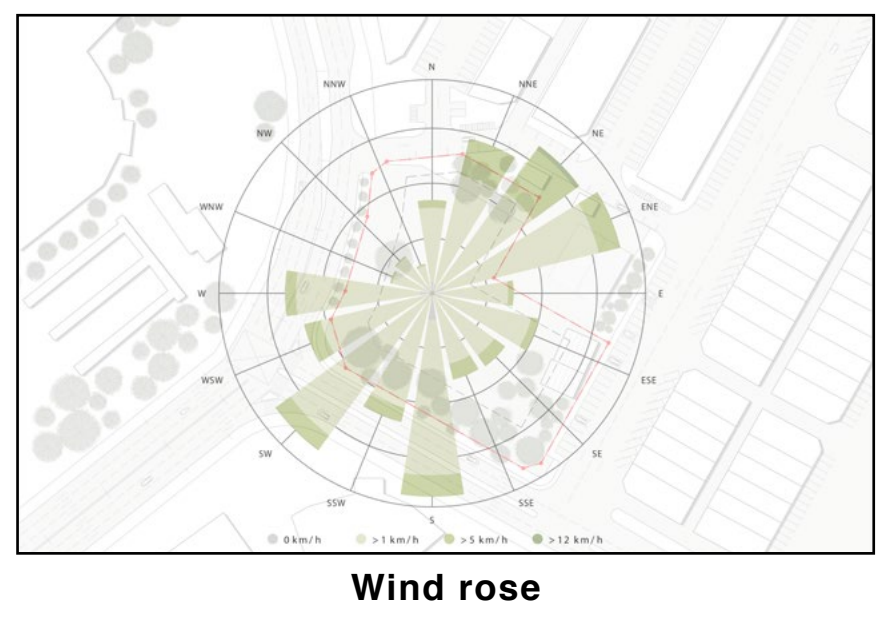 N
NNW
NNE
NW
NE
WNW
ENE
W
E
WSW
ESE
SW
SE
SSW
SSE
S
0 km/h
>1 km/h
>5 km/h
>12 km/h
Wind rose